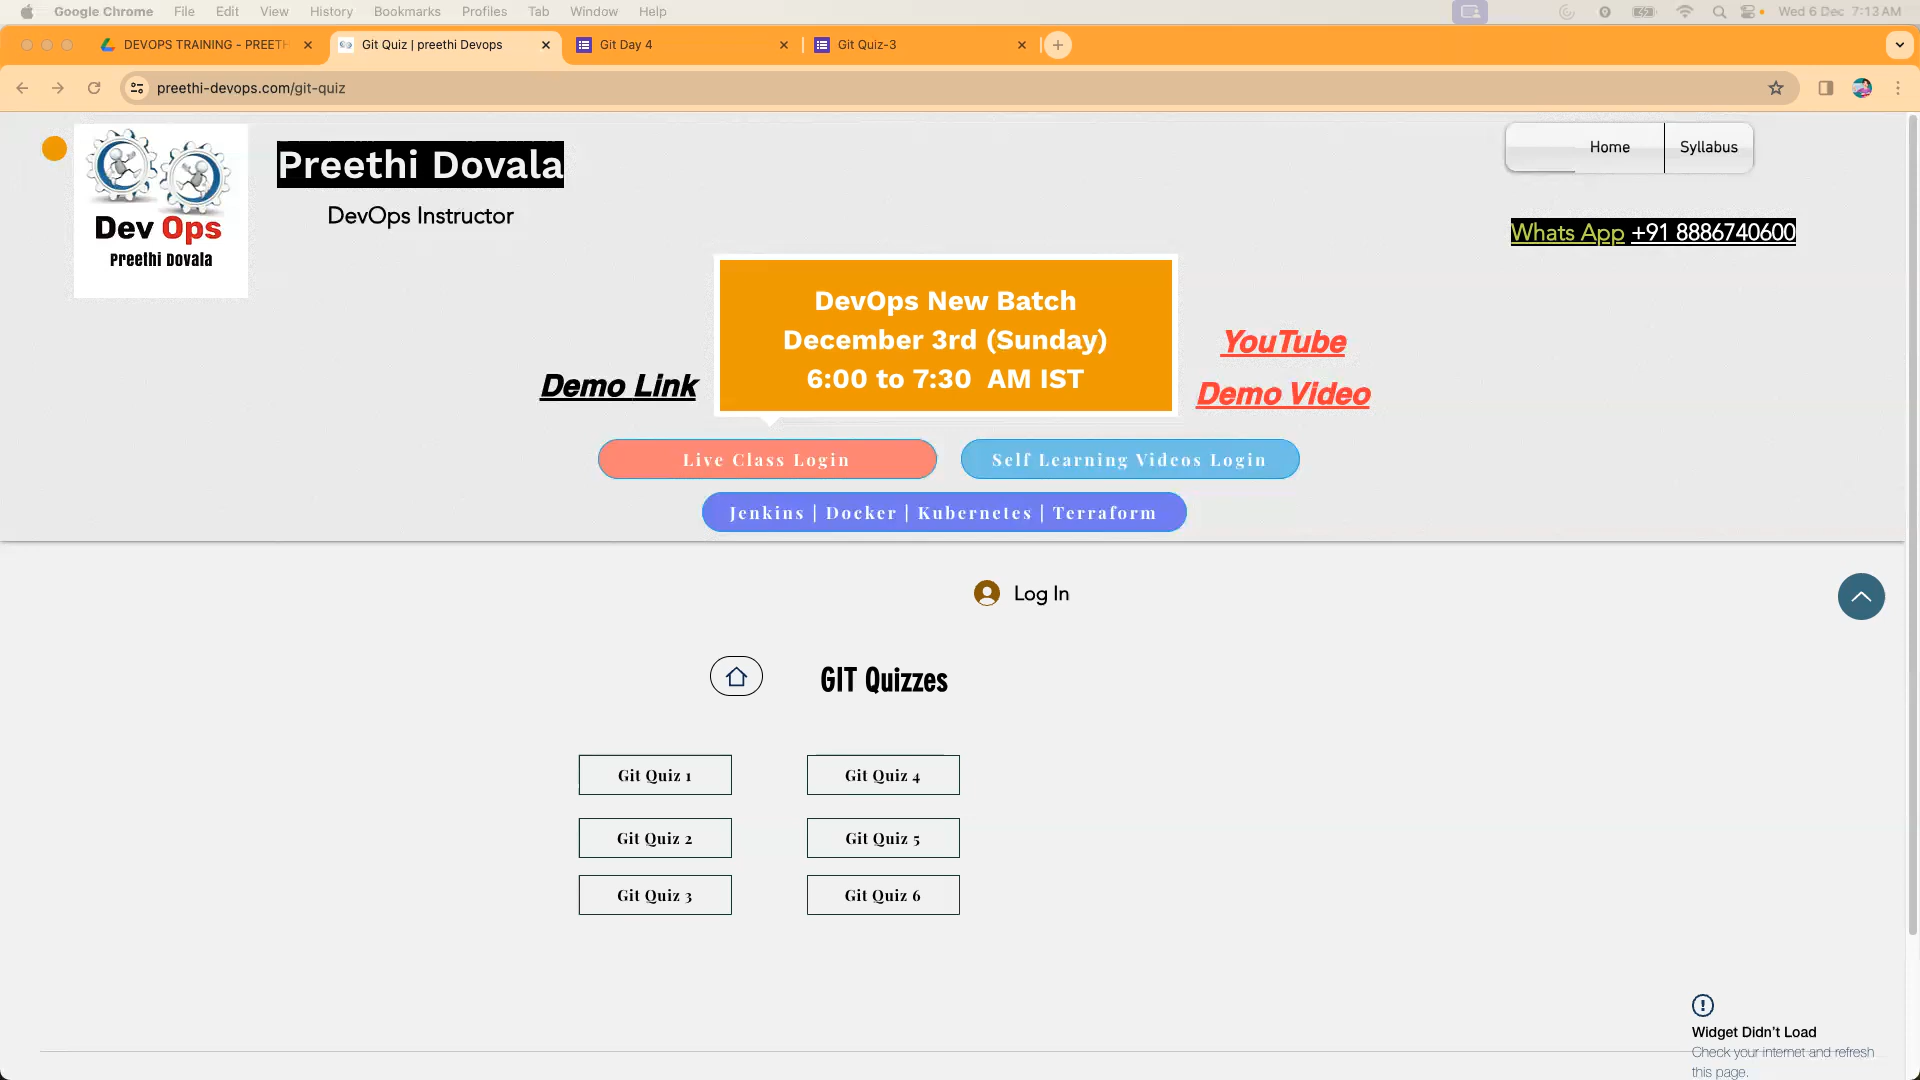 Google Chrome File Edit View History Bookmarks Profiles Tab Window Help Wed 6 Dec 7:13 AM
DEVOPS TRAINING - PREETH Git Quiz | preethi Devops Git Day 4 Git Quiz-3
preethi-devops.com/git-quiz
Preethi Dovala
DevOps Instructor
Dev Ops
Preethi Dovala
Home Syllabus
Whats App +91 8886740600
DevOps New Batch
December 3rd (Sunday)
6:00 to 7:30 AM IST
Demo Link
YouTube
Demo Video
Live Class Login Self Learning Videos Login
Jenkins | Docker | Kubernetes | Terraform
Log In
GIT Quizzes
Git Quiz 1 Git Quiz 4
Git Quiz 2 Git Quiz 5
Git Quiz 3 Git Quiz 6
Widget Didn't Load
Check your internet and refresh
this page.